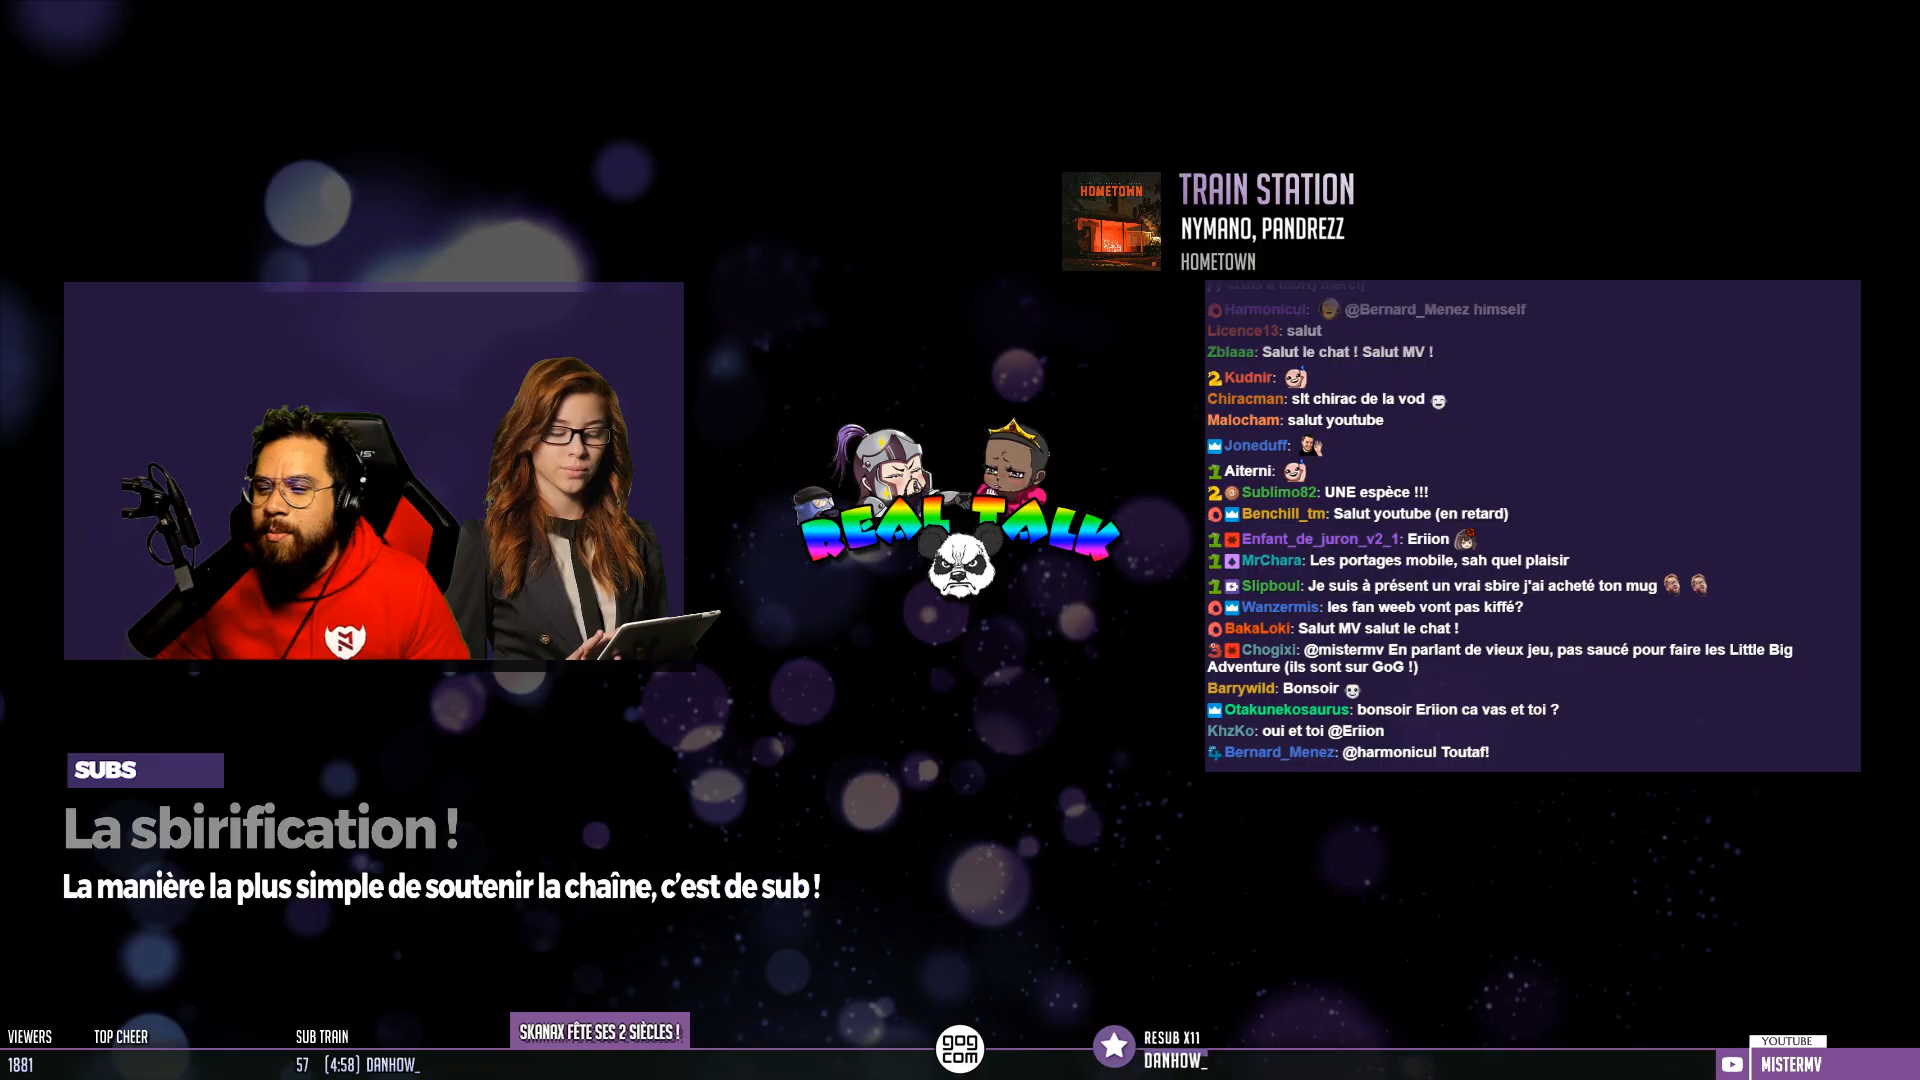 HOMETOWN
TRAIN STATION
NYMANO, PANDREZZ
HOMETOWN
Harmonicul: @Bernard_Menez himself
Licence13: salut
Zblaaa: Salut le chat ! Salut MV !
2 Kudnir:
Chiracman: slt chirac de la vod
Malocham: salut youtube
Joneduff:
1 Aiterni:
2 Sublimo82: UNE espèce !!!
Benchill_tm: Salut youtube (en retard)
1 Enfant_de_juron_v2_1: Eriion
1 MrChara: Les portages mobile, sah quel plaisir
1 Slipboul: Je suis à présent un vrai sbire j'ai acheté ton mug
Wanzermis: les fan weeb vont pas kiffé?
BakaLoki: Salut MV salut le chat !
Chogixi: @mistermv En parlant de vieux jeu, pas saucé pour faire les Little Big
Adventure (ils sont sur GoG !)
Barrywild: Bonsoir
Otakunekosaurus: bonsoir Eriion ca vas et toi ?
KhzKo: oui et toi @Eriion
Bernard_Menez: @harmonicul Toutaf!
REAL TALK
SUBS
La sbirification !
La manière la plus simple de soutenir la chaîne, c'est de sub !
VIEWERS
1881
TOP CHEER
SUB TRAIN
57 (4:58) DANHOW_
SKANAX FÊTE SES 2 SIÈCLES !
gog
com
RESUB X11
DANHOW_
YOUTUBE
MISTERMV